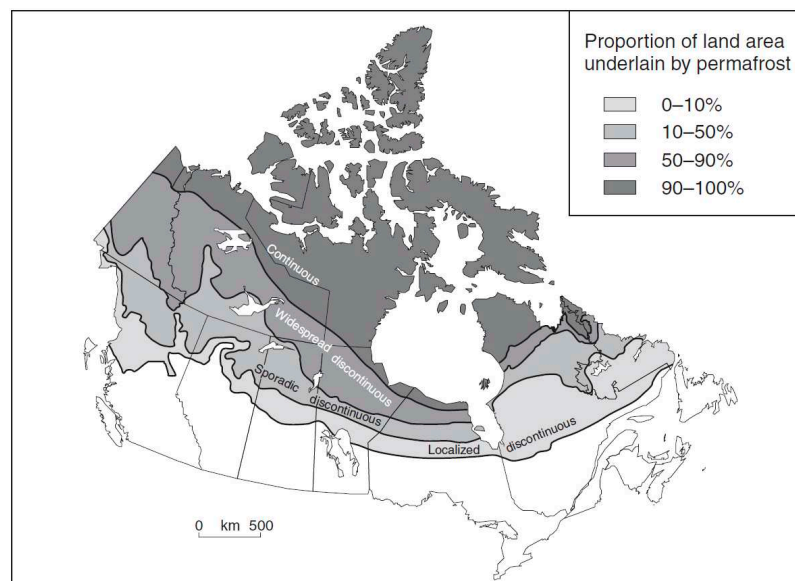 Proportion of land area
underlain by permafrost
0–10%
10–50%
50–90%
90–100%
Continuous
Widespread discontinuous
Sporadic discontinuous
Localized discontinuous
0 km 500